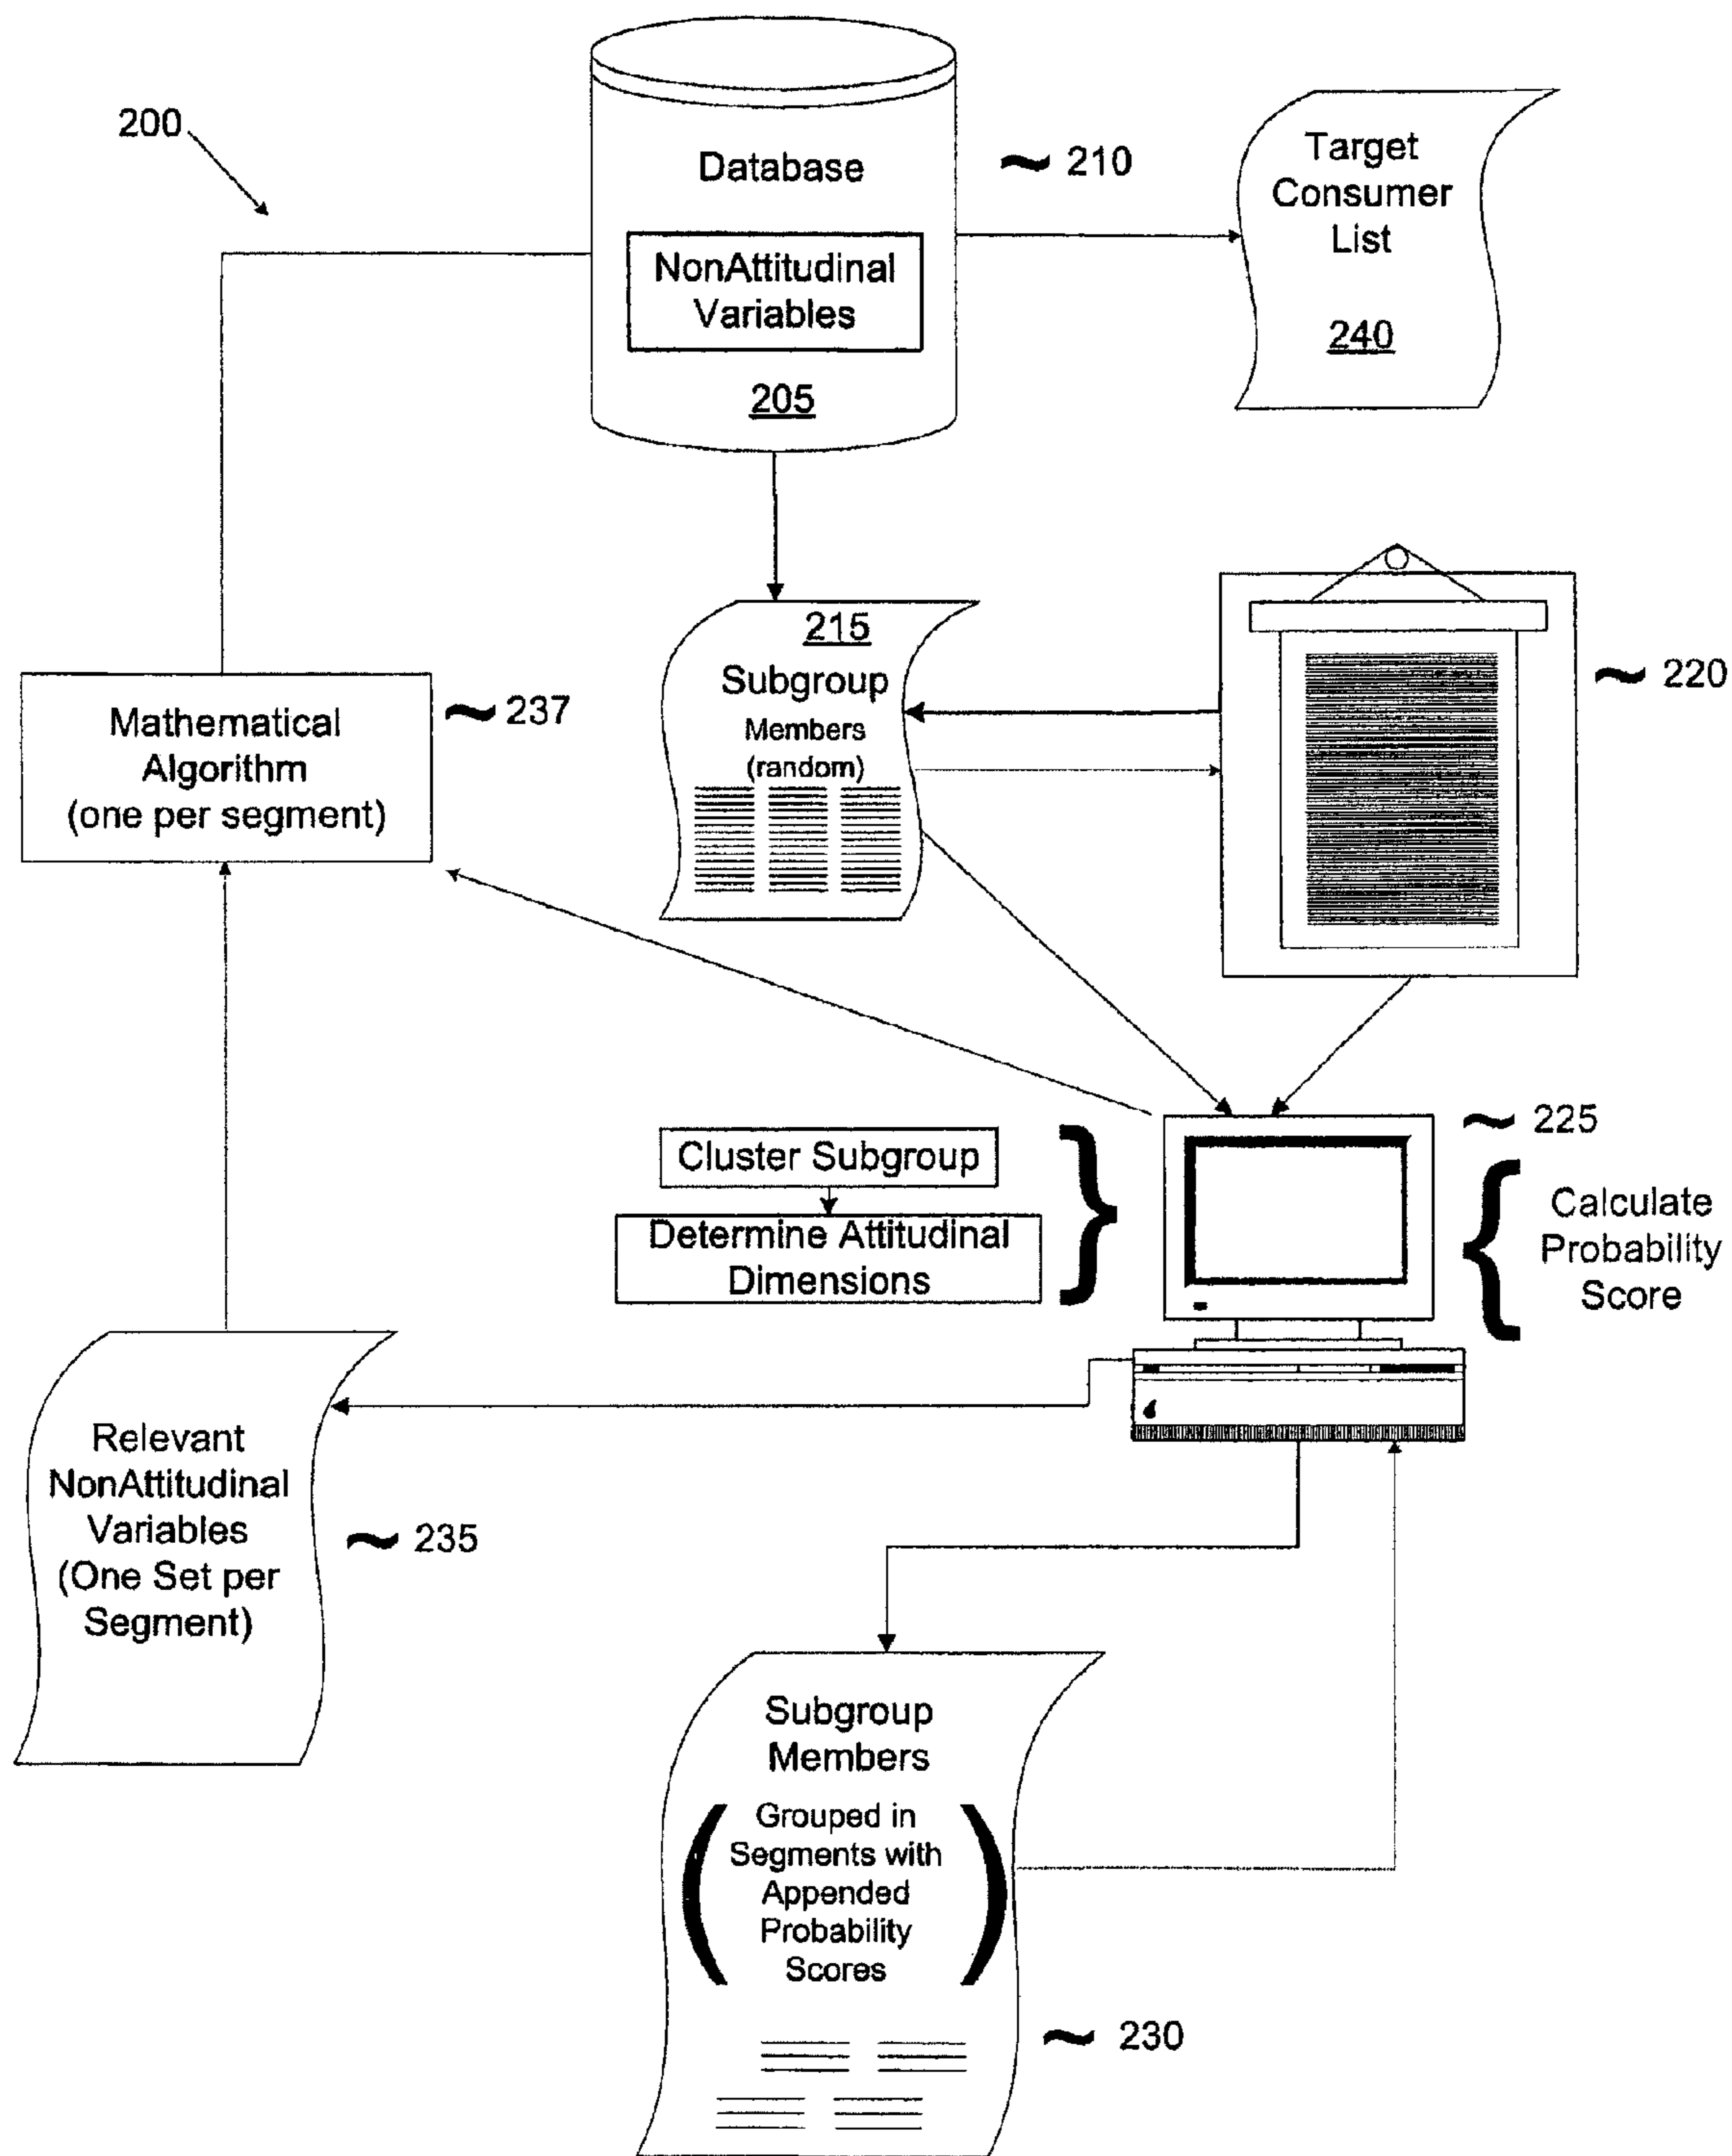 200
Database
NonAttitudinal
Variables
205
~ 210
Target
Consumer
List
240
215
Subgroup
Members
(random)
~ 220
Mathematical
Algorithm
(one per segment)
~ 237
~ 225
Cluster Subgroup
Determine Attitudinal
Dimensions
Calculate
Probability
Score
Relevant
NonAttitudinal
Variables
(One Set per
Segment)
~ 235
Subgroup
Members
Grouped in
Segments with
Appended
Probability
Scores
~ 230